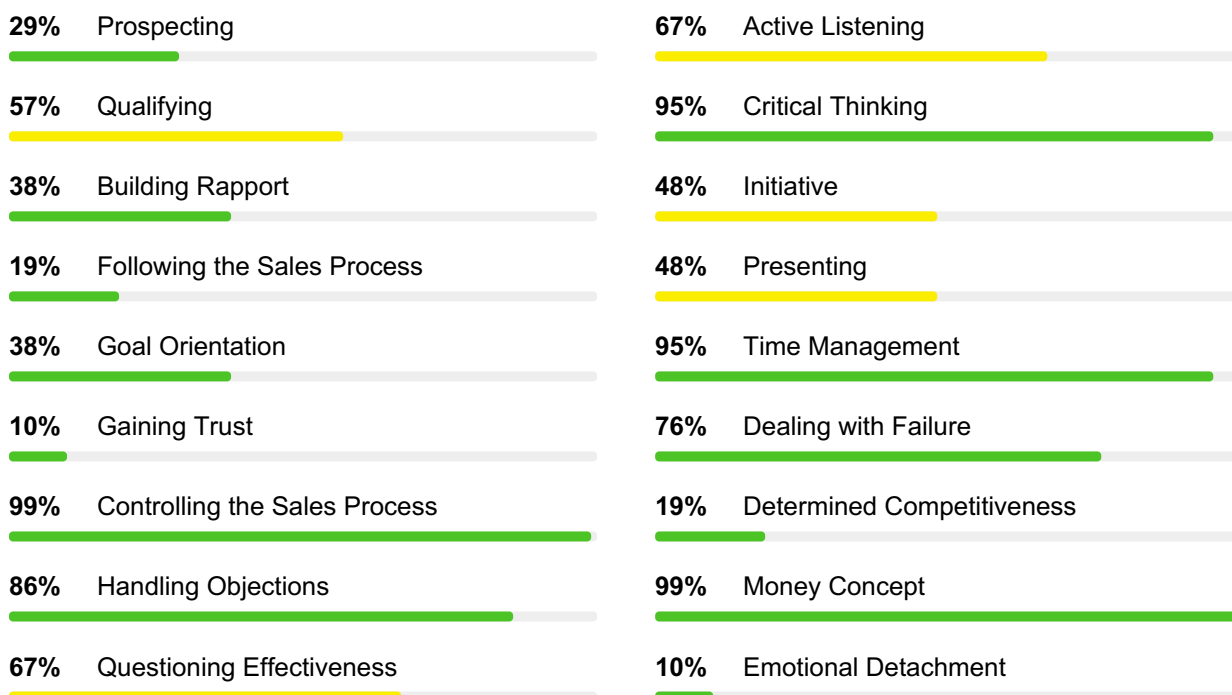 29% Prospecting
57% Qualifying
38% Building Rapport
19% Following the Sales Process
38% Goal Orientation
10% Gaining Trust
99% Controlling the Sales Process
86% Handling Objections
67% Questioning Effectiveness
67% Active Listening
95% Critical Thinking
48% Initiative
48% Presenting
95% Time Management
76% Dealing with Failure
19% Determined Competitiveness
99% Money Concept
10% Emotional Detachment